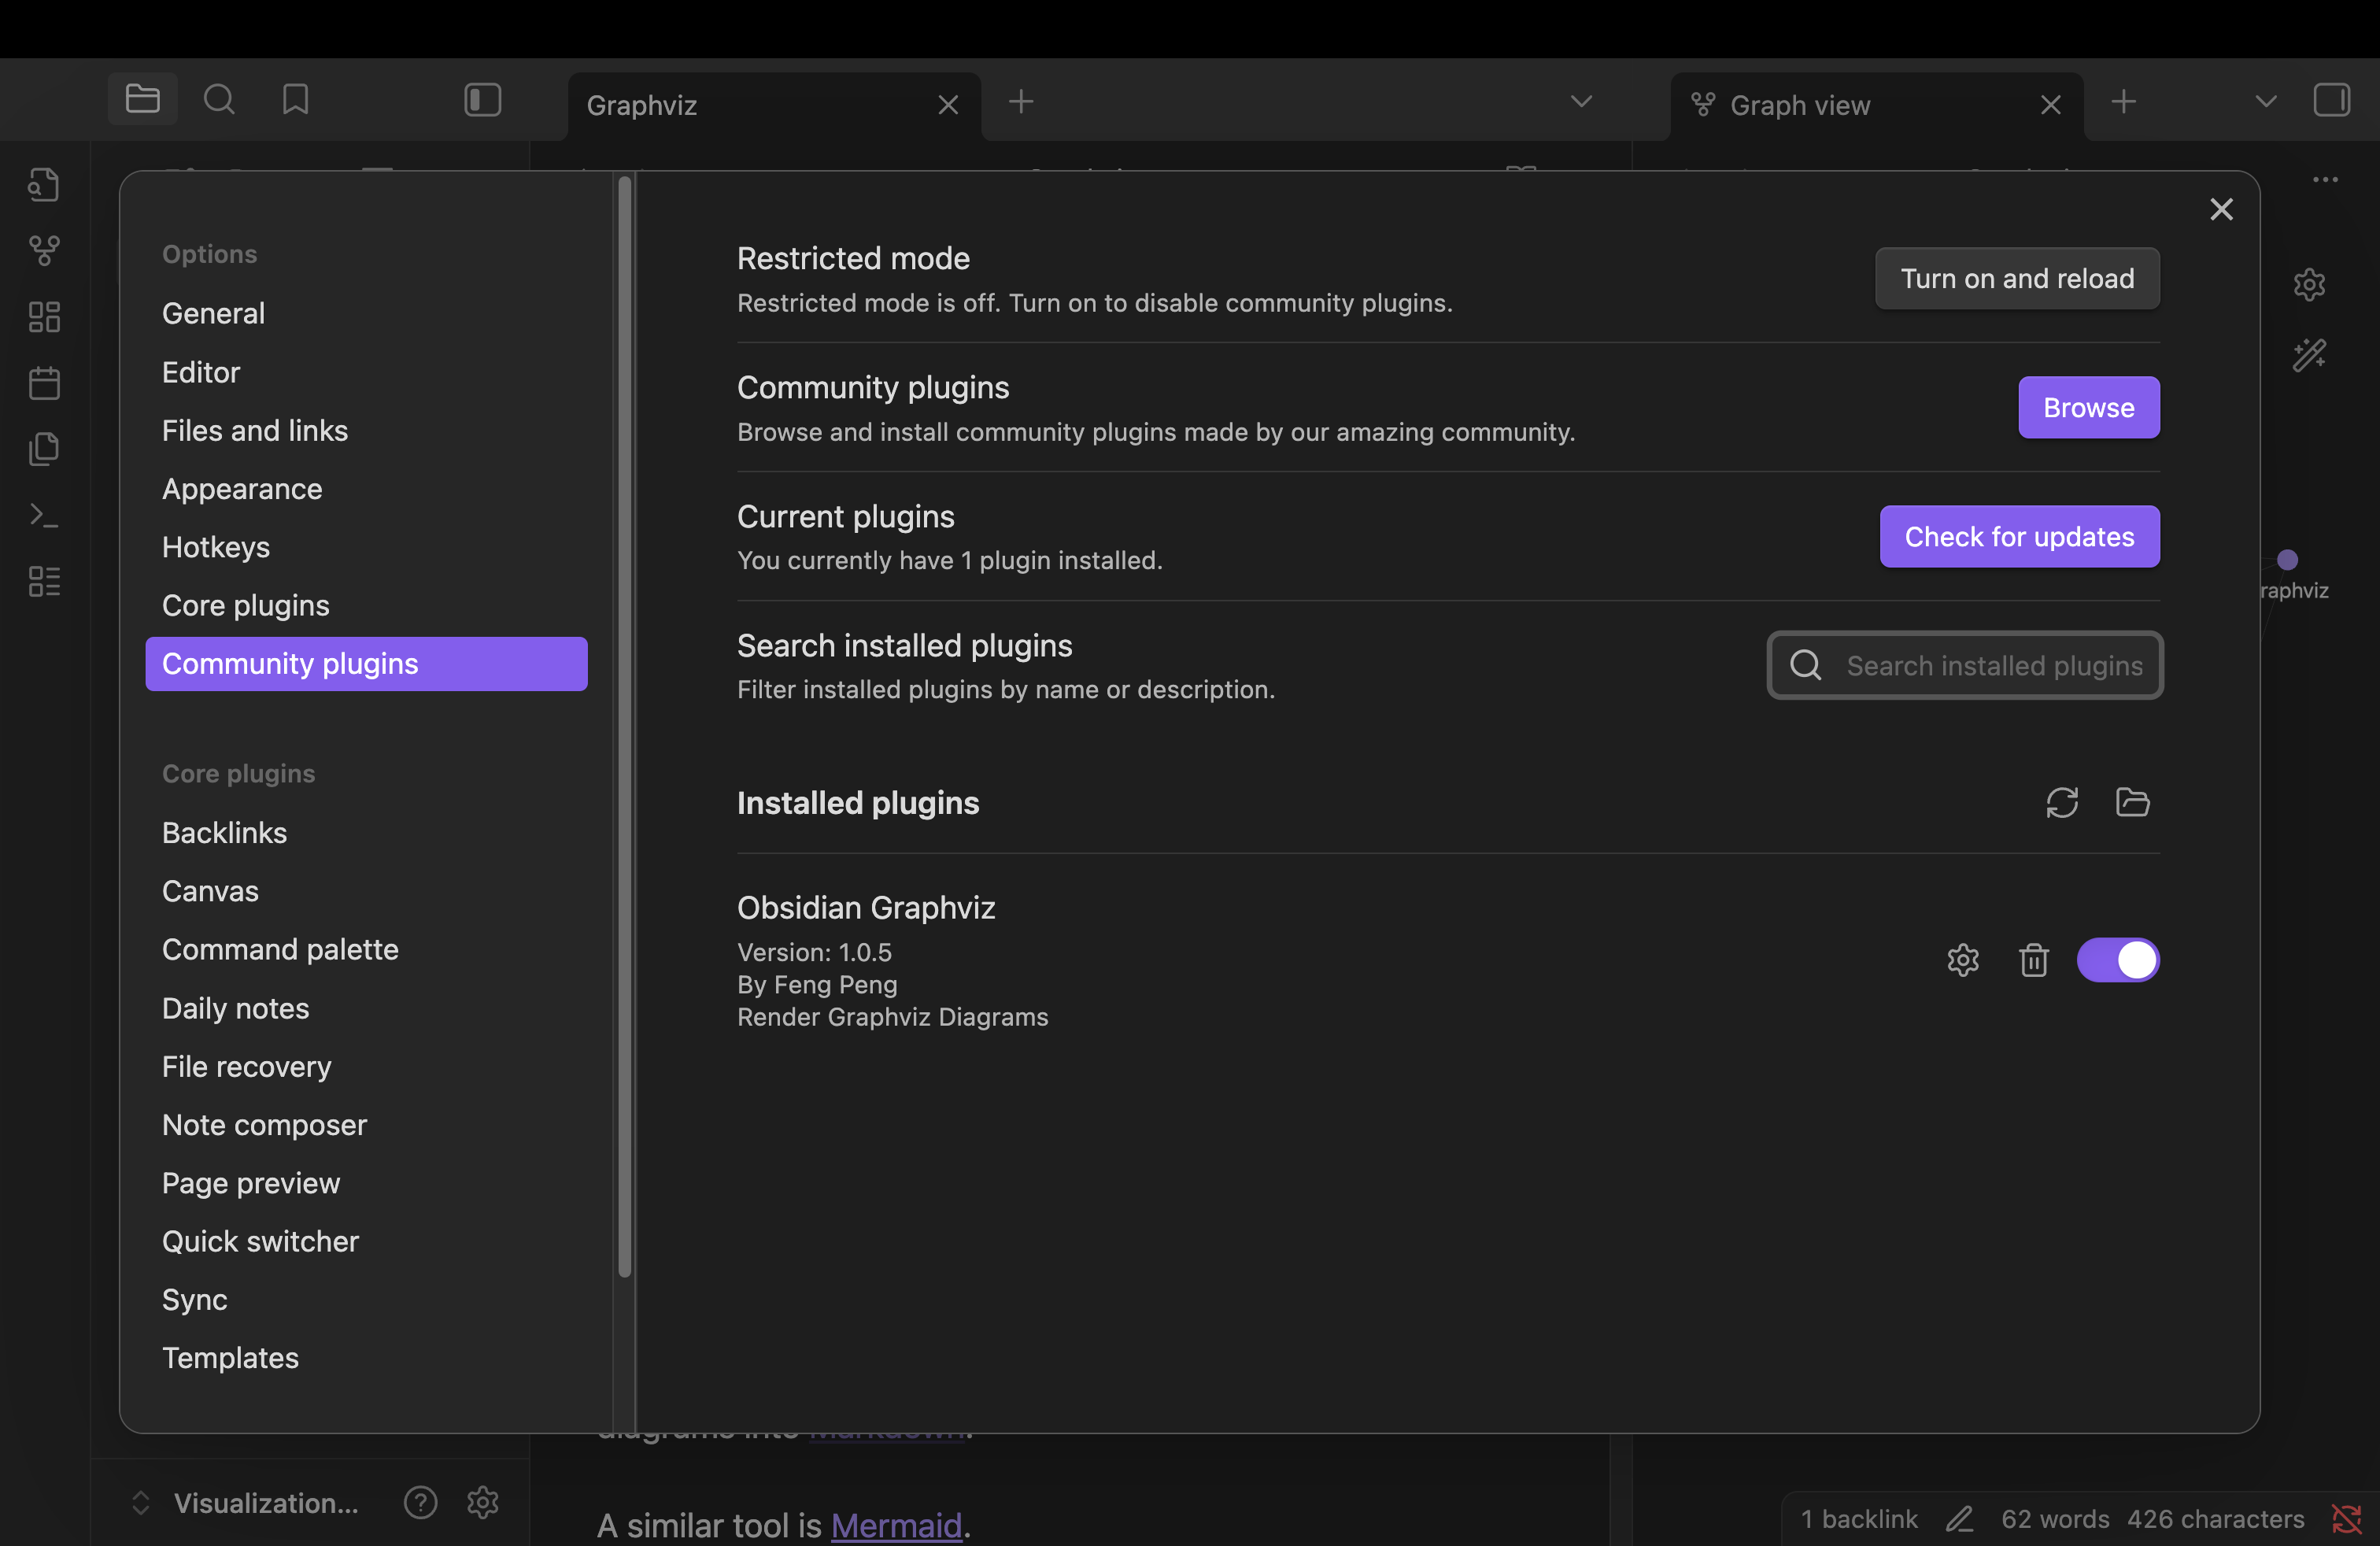 Graphviz
Graph view
Options
General
Editor
Files and links
Appearance
Hotkeys
Core plugins
Community plugins
Core plugins
Backlinks
Canvas
Command palette
Daily notes
File recovery
Note composer
Page preview
Quick switcher
Sync
Templates
Restricted mode
Restricted mode is off. Turn on to disable community plugins.
Turn on and reload
Community plugins
Browse and install community plugins made by our amazing community.
Browse
Current plugins
You currently have 1 plugin installed.
Check for updates
Search installed plugins
Filter installed plugins by name or description.
Search installed plugins
Installed plugins
Obsidian Graphviz
Version: 1.0.5
By Feng Peng
Render Graphviz Diagrams
raphviz
diagrams into Markdown.
A similar tool is Mermaid.
Visualization...
1 backlink
62 words
426 characters